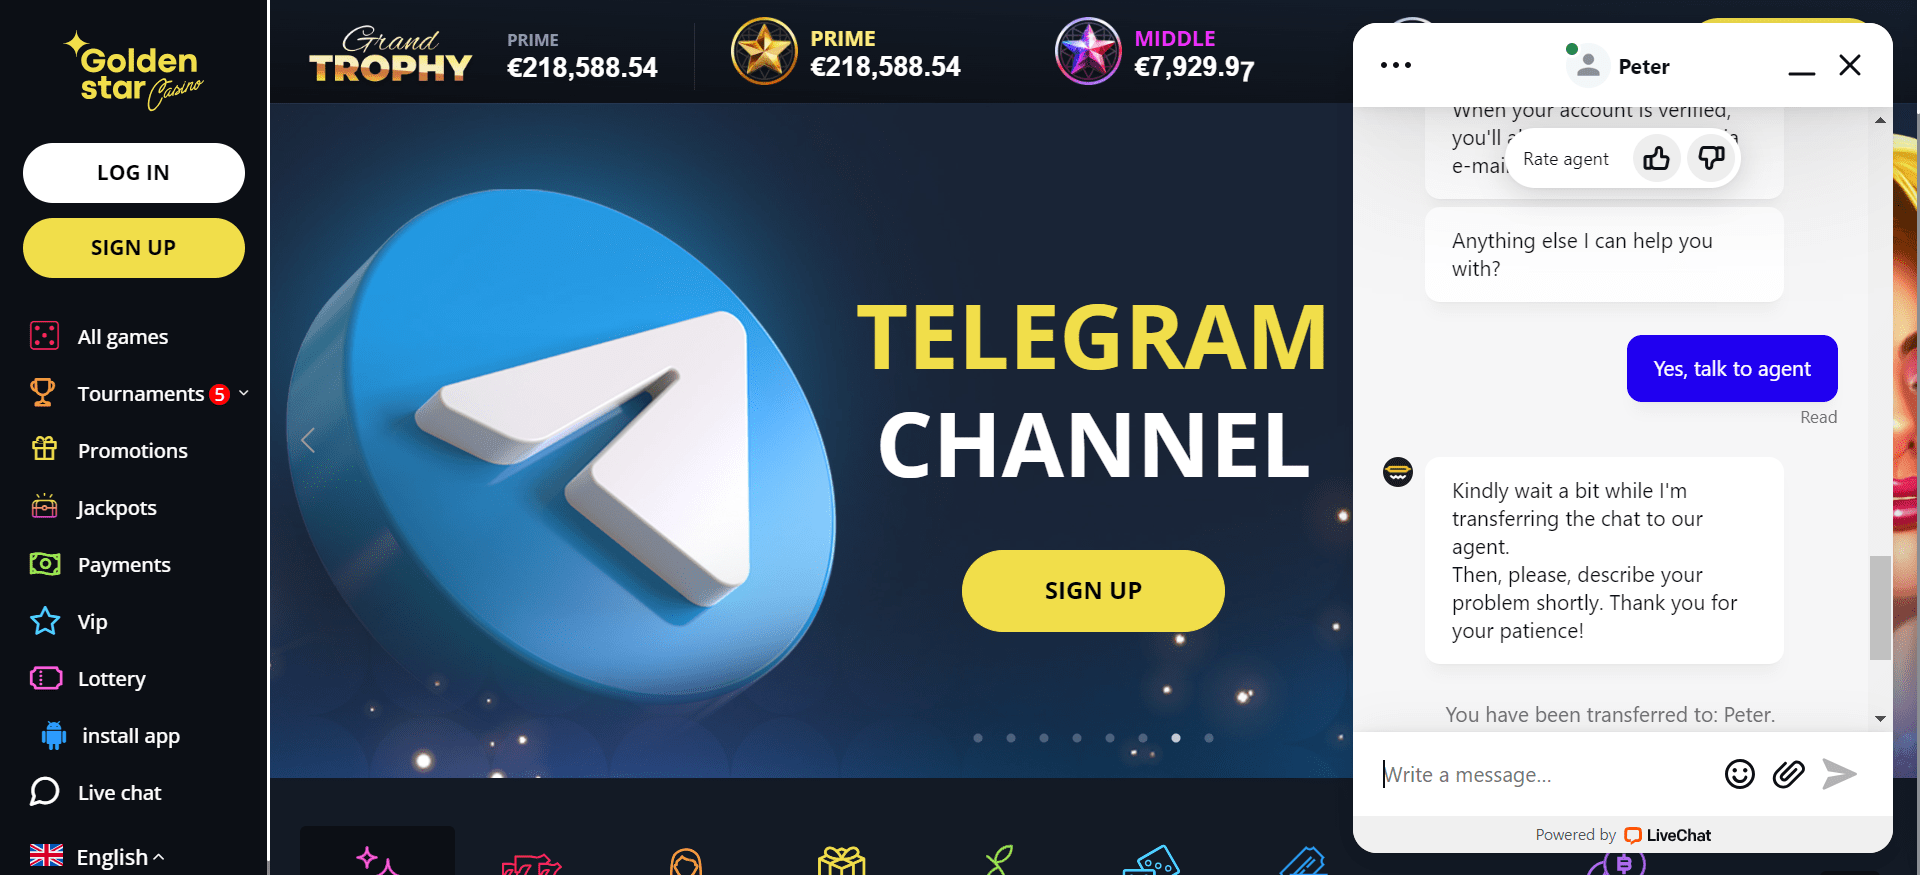 Golden
star Casino
LOG IN
SIGN UP
All games
Tournaments 5
Promotions
Jackpots
Payments
Vip
Lottery
install app
Live chat
English
Grand
TROPHY
PRIME
€218,588.54
PRIME
€218,588.54
MIDDLE
€7,929.97
TELEGRAM
CHANNEL
SIGN UP
Peter
When your account is verified,
you'll
e-mail
Rate agent
Anything else I can help you
with?
Yes, talk to agent
Read
Kindly wait a bit while I'm
transferring the chat to our
agent.
Then, please, describe your
problem shortly. Thank you for
your patience!
You have been transferred to: Peter.
Write a message...
Powered by LiveChat